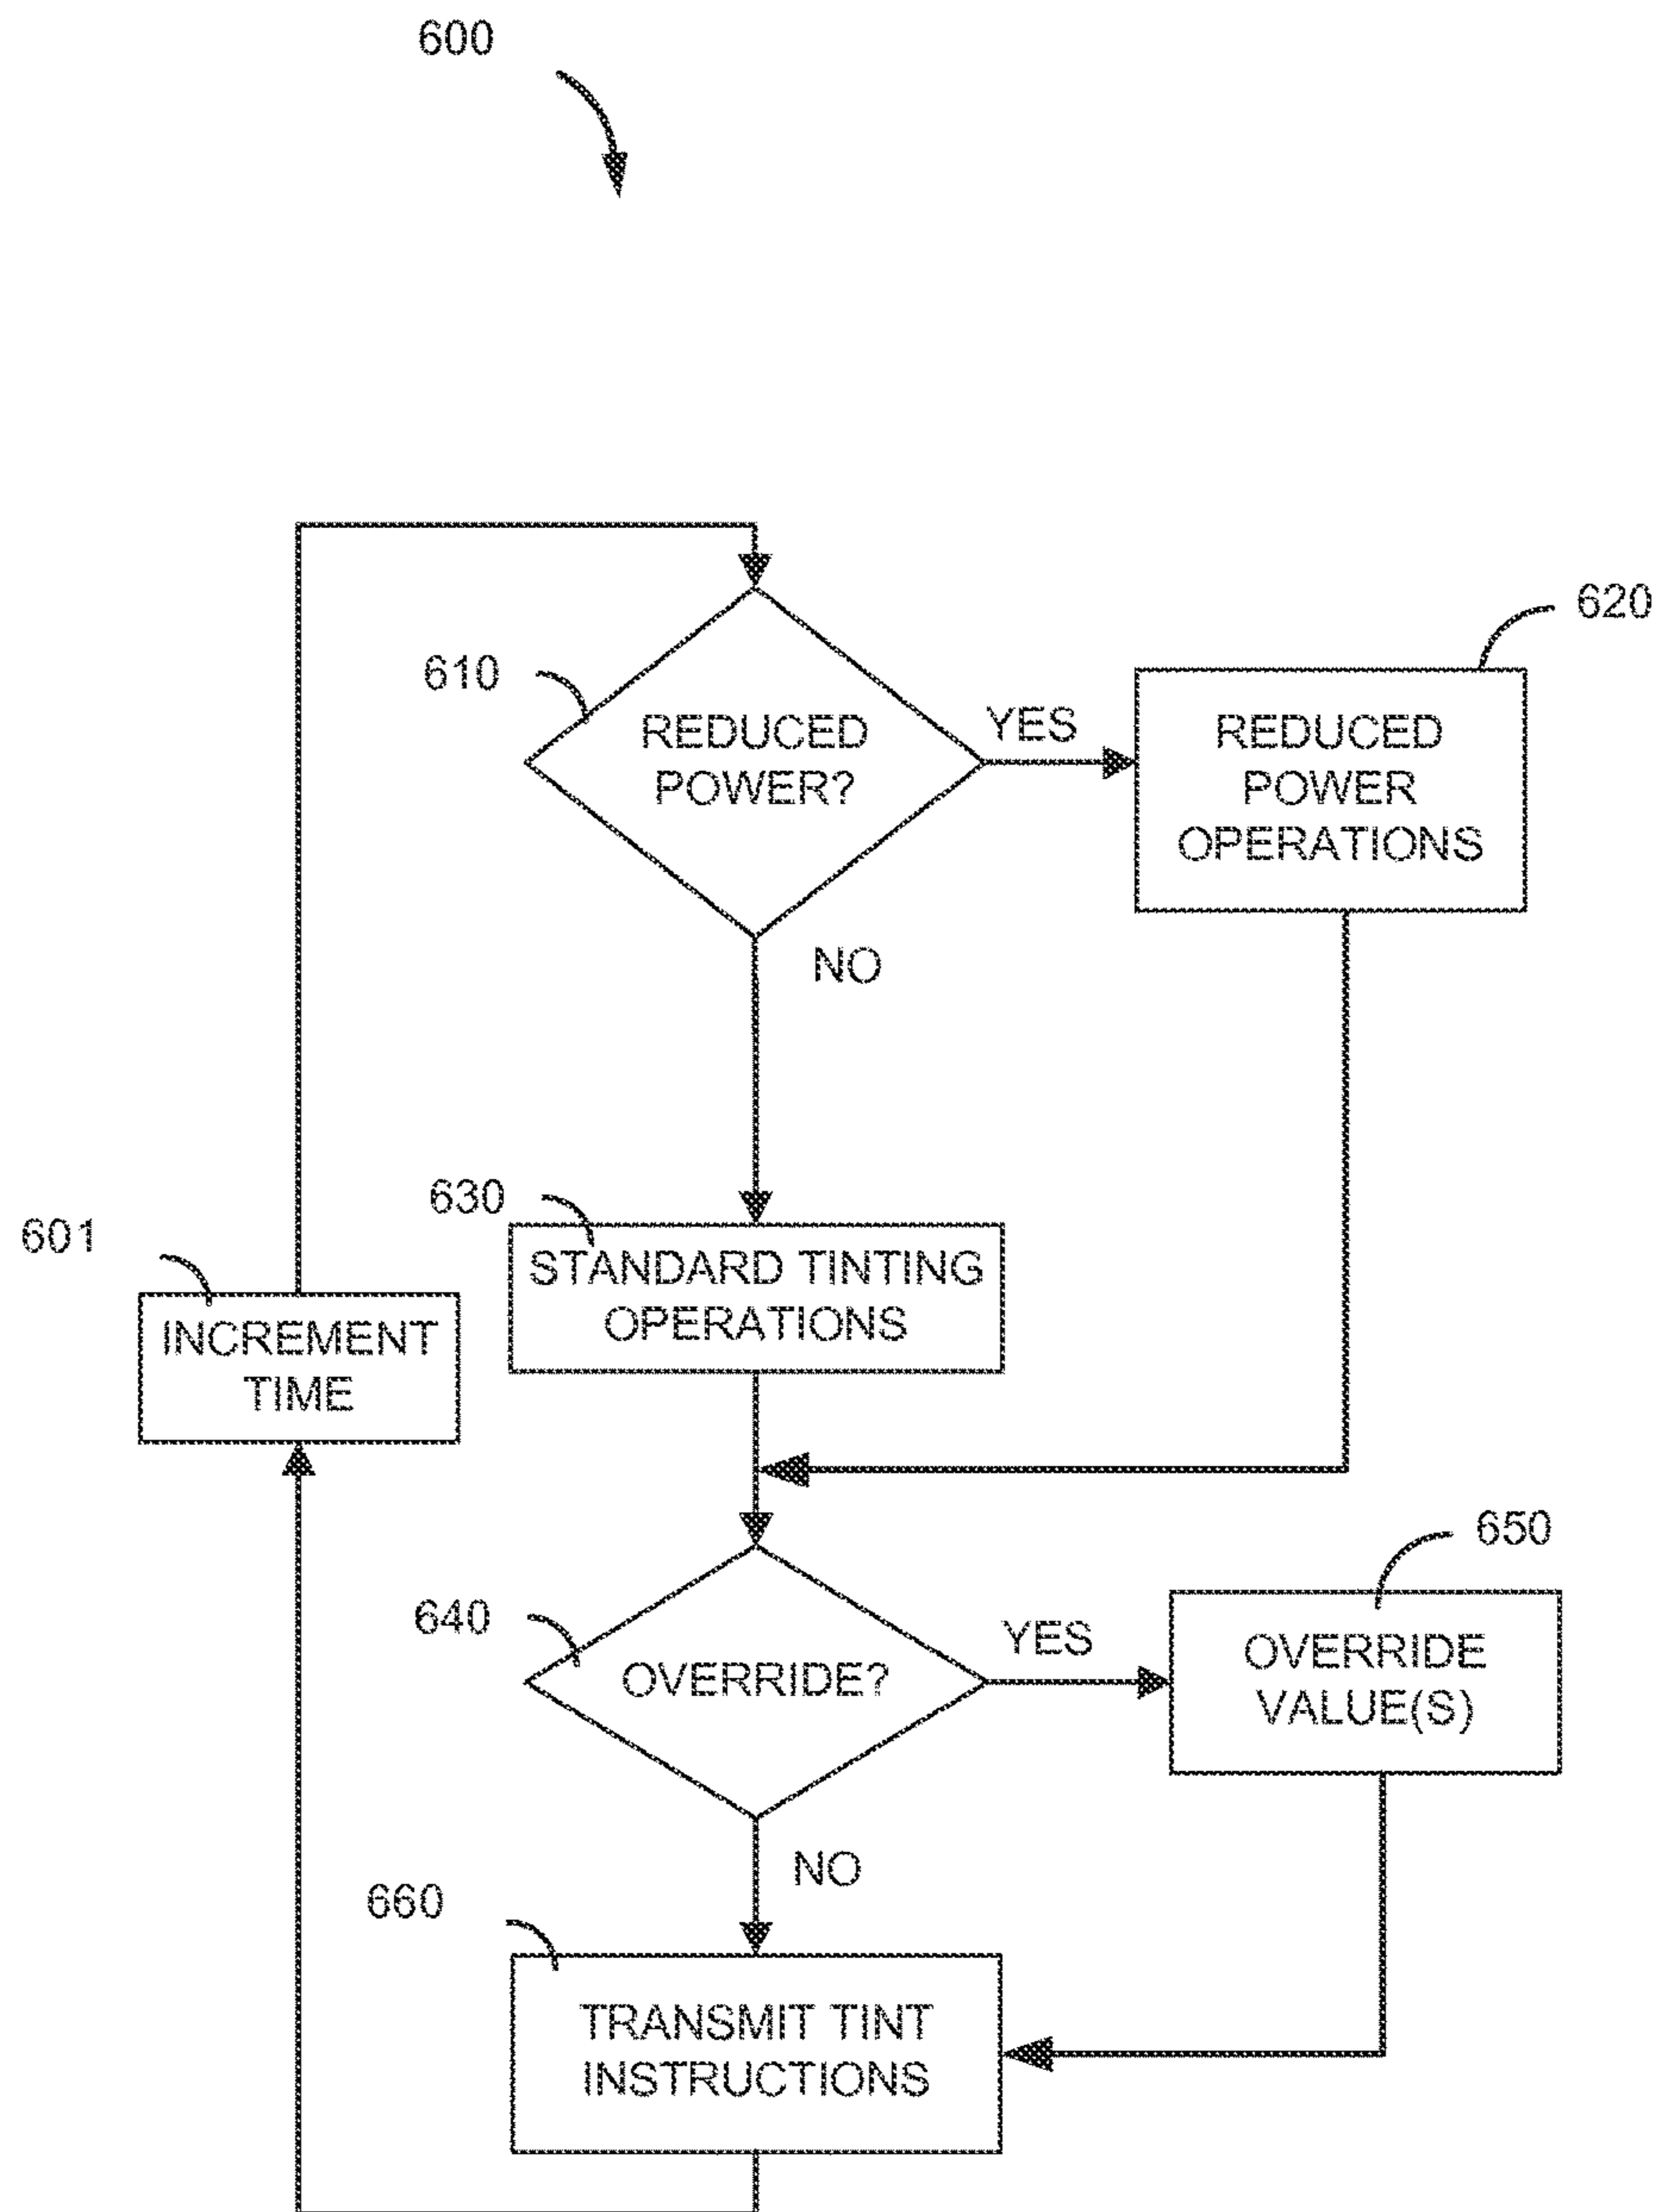 600
610
REDUCED
POWER?
YES
620
REDUCED
POWER
OPERATIONS
NO
630
STANDARD TINTING
OPERATIONS
601
INCREMENT
TIME
640
OVERRIDE?
YES
650
OVERRIDE
VALUE(S)
NO
660
TRANSMIT TINT
INSTRUCTIONS